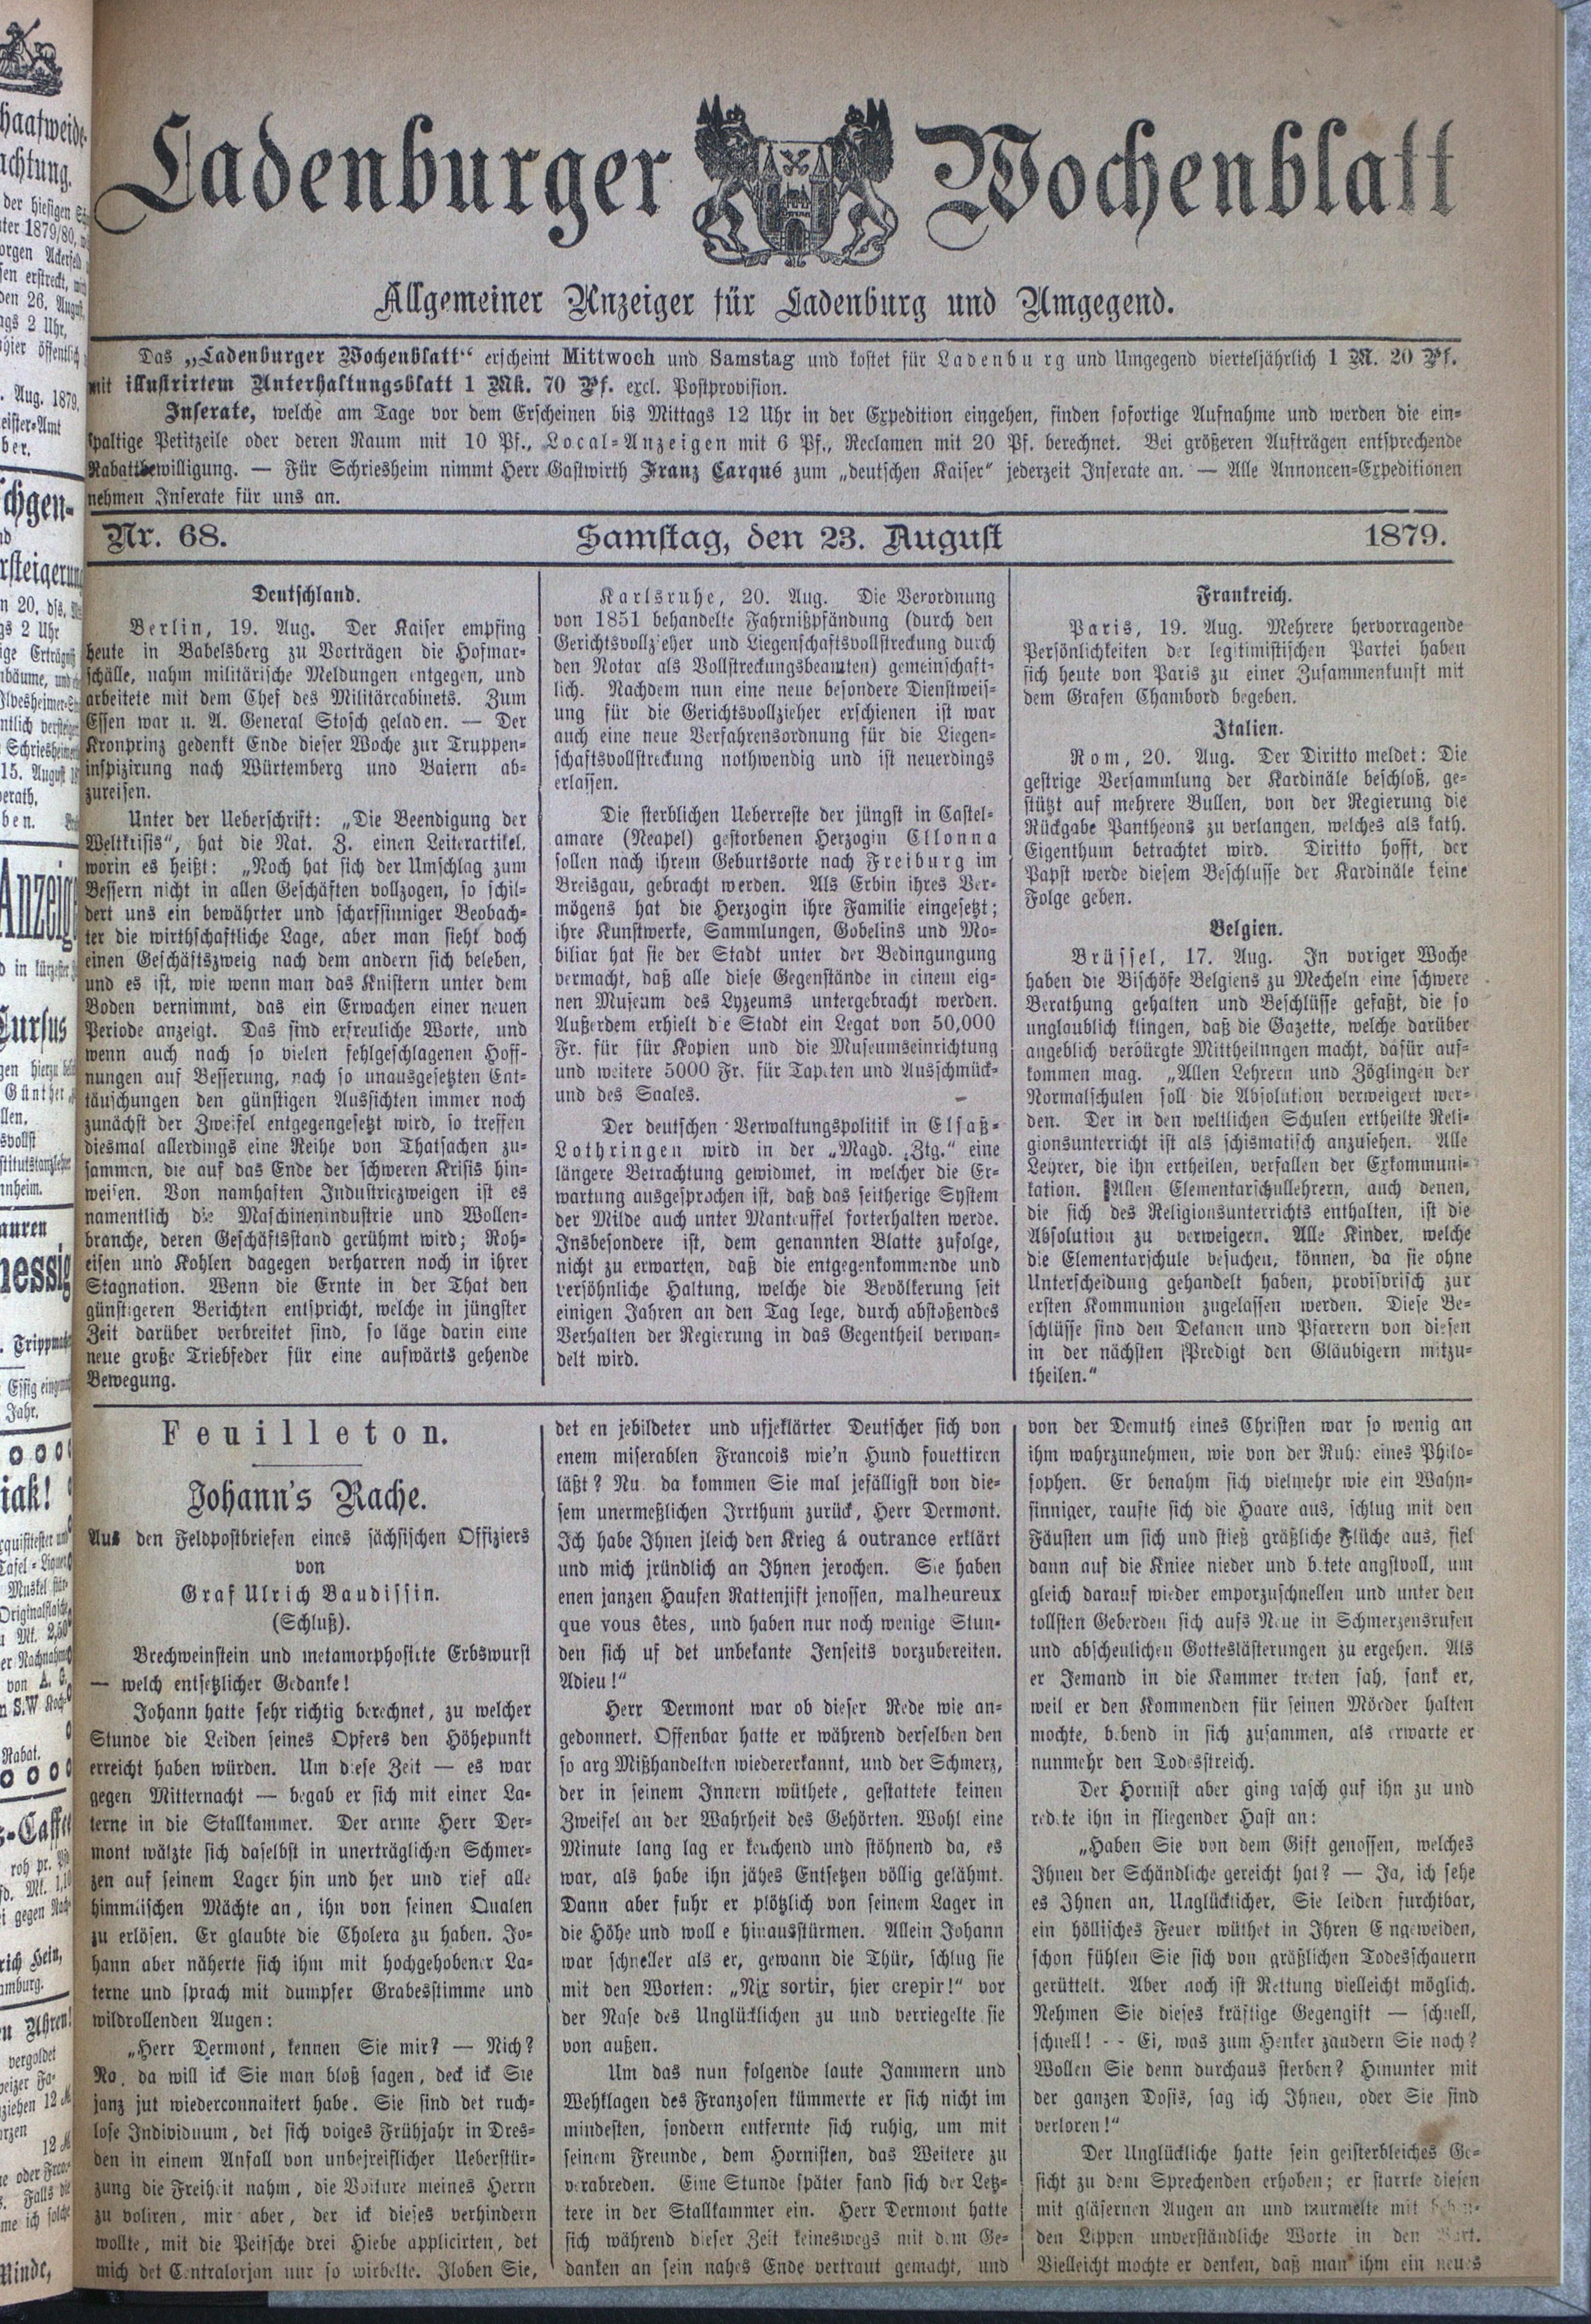 Ladenburger Wochenblatt
Allgemeiner Anzeiger für Ladenburg und Umgegend.
Das „Ladenburger Wochenblatt“ erscheint Mittwoch und Samstag und kostet für Ladenburg und Umgegend vierteljährlich 1 M. 20 Pf.
mit illustrirtem Unterhaltungsblatt 1 Mk. 70 Pf. excl. Postprovision.
Inserate, welche am Tage vor dem Erscheinen bis Mittags 12 Uhr in der Expedition eingehen, finden sofortige Aufnahme und werden die ein-
spaltige Petitzeile oder deren Raum mit 10 Pf., Local-Anzeigen mit 6 Pf., Reclamen mit 20 Pf. berechnet. Bei größeren Aufträgen entsprechende
Rabattbewilligung. — Für Schriesheim nimmt Herr Gastwirth Franz Carqué zum „deutschen Kaiser“ jederzeit Inserate an. — Alle Annoncen-Expeditionen
nehmen Inserate für uns an.
Nr. 68. Samstag, den 23. August 1879.
Deutschland.
Berlin, 19. Aug. Der Kaiser empfing
heute in Babelsberg zu Vorträgen die Hofmar-
schälle, nahm militärische Meldungen entgegen, und
arbeitete mit dem Chef des Militärcabinets. Zum
Essen war u. A. General Stosch geladen. — Der
Kronprinz gedenkt Ende dieser Woche zur Truppen-
inspizirung nach Würtemberg und Baiern ab-
zureisen.
Unter der Ueberschrift: „Die Beendigung der
Weltkrisis“, hat die Nat. Z. einen Leiterartikel,
worin es heißt: „Noch hat sich der Umschlag zum
Bessern nicht in allen Geschäften vollzogen, so schil-
dert uns ein bewährter und scharfsinniger Beobach-
ter die wirthschaftliche Lage, aber man sieht doch
einen Geschäftszweig nach dem andern sich beleben,
und es ist, wie wenn man das Knistern unter dem
Boden vernimmt, das ein Erwachen einer neuen
Periode anzeigt. Das sind erfreuliche Worte, und
wenn auch nach so vielen fehlgeschlagenen Hoff-
nungen auf Besserung, nach so unausgesetzten Ent-
täuschungen den günstigen Aussichten immer noch
zunächst der Zweifel entgegengesetzt wird, so treffen
diesmal allerdings eine Reihe von Thatsachen zu-
sammen, die auf das Ende der schweren Krisis hin-
weisen. Von namhaften Industriezweigen ist es
namentlich die Maschinenindustrie und Wollen-
branche, deren Geschäftsstand gerühmt wird; Roh-
eisen und Kohlen dagegen verharren noch in ihrer
Stagnation. Wenn die Ernte in der That den
günstigeren Berichten entspricht, welche in jüngster
Zeit darüber verbreitet sind, so läge darin eine
neue große Triebfeder für eine aufwärts gehende
Bewegung.
Karlsruhe, 20. Aug. Die Verordnung
von 1851 behandelte Fahrnißpfändung (durch den
Gerichtsvollzieher und Liegenschaftsvollstreckung durch
den Notar als Vollstreckungsbeamten) gemeinschaft-
lich. Nachdem nun eine neue besondere Dienstweis-
ung für die Gerichtsvollzieher erschienen ist war
auch eine neue Verfahrensordnung für die Liegen-
schaftsvollstreckung nothwendig und ist neuerdings
erlassen.
Die sterblichen Ueberreste der jüngst in Castel-
amare (Neapel) gestorbenen Herzogin Cllonna
sollen nach ihrem Geburtsorte nach Freiburg im
Breisgau, gebracht werden. Als Erbin ihres Ver-
mögens hat die Herzogin ihre Familie eingesetzt;
ihre Kunstwerke, Sammlungen, Gobelins und Mo-
biliar hat sie der Stadt unter der Bedingungung
vermacht, daß alle diese Gegenstände in einem eig-
nen Museum des Lyzeums untergebracht werden.
Außerdem erhielt die Stadt ein Legat von 50,000
Fr. für für Kopien und die Museumseinrichtung
und weitere 5000 Fr. für Tapeten und Ausschmück-
und des Saales.
Der deutschen Verwaltungspolitik in Elsaß-
Lothringen wird in der „Magd. Ztg.“ eine
längere Betrachtung gewidmet, in welcher die Er-
wartung ausgesprochen ist, daß das seitherige System
der Milde auch unter Manteuffel forterhalten werde.
Insbesondere ist, dem genannten Blatte zufolge,
nicht zu erwarten, daß die entgegenkommende und
versöhnliche Haltung, welche die Bevölkerung seit
einigen Jahren an den Tag lege, durch abstoßendes
Verhalten der Regierung in das Gegentheil verwan-
delt wird.
Frankreich.
Paris, 19. Aug. Mehrere hervorragende
Persönlichkeiten der legitimistischen Partei haben
sich heute von Paris zu einer Zusammenkunft mit
dem Grafen Chambord begeben.
Italien.
Rom, 20. Aug. Der Diritto meldet: Die
gestrige Versammlung der Kardinäle beschloß, ge-
stützt auf mehrere Bullen, von der Regierung die
Rückgabe Pantheons zu verlangen, welches als kath.
Eigenthum betrachtet wird. Diritto hofft, der
Papst werde diesem Beschlusse der Kardinäle keine
Folge geben.
Belgien.
Brüssel, 17. Aug. In voriger Woche
haben die Bischöfe Belgiens zu Mecheln eine schwere
Berathung gehalten und Beschlüsse gefaßt, die so
unglaublich klingen, daß die Gazette, welche darüber
angeblich verbürgte Mittheilungen macht, dafür auf-
kommen mag. „Allen Lehrern und Zöglingen der
Normalschulen soll die Absolution verweigert wer-
den. Der in den weltlichen Schulen ertheilte Reli-
gionsunterricht ist als schismatisch anzusehen. Alle
Lehrer, die ihn ertheilen, verfallen der Exkommuni-
kation. Allen Elementarschullehrern, auch denen,
die sich des Religionsunterrichts enthalten, ist die
Absolution zu verweigern. Alle Kinder, welche
die Elementarschule besuchen, können, da sie ohne
Unterscheidung gehandelt haben, provisorisch zur
ersten Kommunion zugelassen werden. Diese Be-
schlüsse sind den Dekanen und Pfarrern von diesen
in der nächsten Predigt den Gläubigern mitzu-
theilen.“
Feuilleton.
Johann's Rache.
Aus den Feldpostbriefen eines sächsischen Offiziers
von
Graf Ulrich Baudissin.
(Schluß).
Brechweinstein und metamorphosirte Erbswurst
— welch entsetzlicher Gedanke!
Johann hatte sehr richtig berechnet, zu welcher
Stunde die Leiden seines Opfers den Höhepunkt
erreicht haben würden. Um diese Zeit — es war
gegen Mitternacht — begab er sich mit einer La-
terne in die Stallkammer. Der arme Herr Der-
mont wälzte sich daselbst in unerträglichen Schmer-
zen auf seinem Lager hin und her und rief alle
himmlischen Mächte an, ihn von seinen Qualen
zu erlösen. Er glaubte die Cholera zu haben. Jo-
hann aber näherte sich ihm mit hochgehobener La-
terne und sprach mit dumpfer Grabesstimme und
wildrollenden Augen:
„Herr Dermont, kennen Sie mir? — Nich?
Na, da will ick Sie man bloß sagen, deck ick Sie
janz jut wiederconnaitert habe. Sie sind det ruch-
lose Individuum, det sich voiges Frühjahr in Dres-
den in einem Anfall von unbejreiflicher Ueberstür-
zung die Freiheit nahm, die Voiture meines Herrn
zu voliren, mir aber, der ick dieses verhindern
wollte, mit die Peitsche drei Hiebe applicirten, det
mich det Centralorjan nur so wirbelte. Jloben Sie,
det en jebildeter und ufjeklärter Deutscher sich von
enem miserablen Francois wie'n Hund fouettiren
läßt? Nu da kommen Sie mal jefälligst von die-
sem unermeßlichen Irrthum zurück, Herr Dermont.
Ich habe Ihnen jleich den Krieg à outrance erklärt
und mich jründlich an Ihnen jerochen. Sie haben
enen janzen Haufen Rattenjift jenossen, malheureux
que vous êtes, und haben nur noch wenige Stun-
den sich uf det unbekante Jenseits vorzubereiten.
Adieu!“
Herr Dermont war ob dieser Rede wie an-
gedonnert. Offenbar hatte er während derselben den
so arg Mißhandelten wiedererkannt, und der Schmerz,
der in seinem Innern wüthete, gestattete keinen
Zweifel an der Wahrheit des Gehörten. Wohl eine
Minute lang lag er keuchend und stöhnend da, es
war, als habe ihn jähes Entsetzen völlig gelähmt.
Dann aber fuhr er plötzlich von seinem Lager in
die Höhe und woll e hinausstürmen. Allein Johann
war schneller als er, gewann die Thür, schlug sie
mit den Worten: „Nix sortir, hier crepir!“ vor
der Nase des Unglücklichen zu und verriegelte sie
von außen.
Um das nun folgende laute Jammern und
Wehklagen des Franzosen kümmerte er sich nicht im
mindesten, sondern entfernte sich ruhig, um mit
seinem Freunde, dem Hornisten, das Weitere zu
verabreden. Eine Stunde später fand sich der Letz-
tere in der Stallkammer ein. Herr Dermont hatte
sich während dieser Zeit keineswegs mit dem Ge-
danken an sein nahes Ende vertraut gemacht, und
von der Demuth eines Christen war so wenig an
ihm wahrzunehmen, wie von der Ruhe eines Philo-
sophen. Er benahm sich vielmehr wie ein Wahn-
sinniger, raufte sich die Haare aus, schlug mit den
Fäusten um sich und stieß gräßliche Flüche aus, fiel
dann auf die Kniee nieder und betete angstvoll, um
gleich darauf wieder emporzuschnellen und unter den
tollsten Geberden sich aufs Neue in Schmerzensrufen
und abscheulichen Gotteslästerungen zu ergehen. Als
er Jemand in die Kammer treten sah, sank er,
weil er den Kommenden für seinen Mörder halten
mochte, bebend in sich zusammen, als erwarte er
nunmehr den Todesstreich.
Der Hornist aber ging rasch auf ihn zu und
redete ihn in fliegender Hast an:
„Haben Sie von dem Gift genossen, welches
Ihnen der Schändliche gereicht hat? — Ja, ich sehe
es Ihnen an, Unglücklicher, Sie leiden furchtbar,
ein höllisches Feuer wüthet in Ihren Eingeweiden,
schon fühlen Sie sich von gräßlichen Todesschauern
gerüttelt. Aber noch ist Rettung vielleicht möglich.
Nehmen Sie dieses kräftige Gegengift — schnell,
schnell! - - Ei, was zum Henker zaudern Sie noch?
Wollen Sie denn durchaus sterben? Hinunter mit
der ganzen Dosis, sag ich Ihnen, oder Sie sind
verloren!“
Der Unglückliche hatte sein geisterbleiches Ge-
sicht zu dem Sprechenden erhoben; er starrte diesen
mit gläsernen Augen an und murmelte mit
den Lippen unverständliche Worte in den Bart.
Vielleicht mochte er denken, daß man ihm ein neues